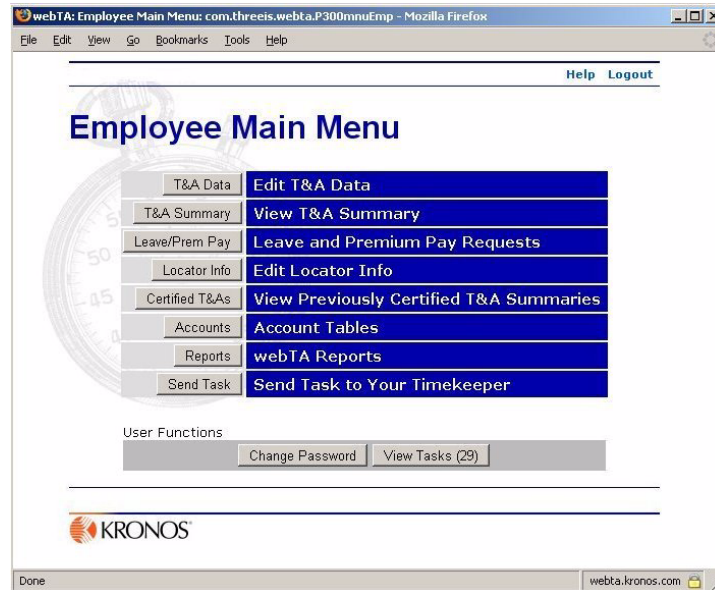 webTA: Employee Main Menu: com.threeis.webta.P300mnuEmp - Mozilla Firefox
File Edit View Go Bookmarks Tools Help
Help Logout
Employee Main Menu
T&A Data Edit T&A Data
T&A Summary View T&A Summary
Leave/Prem Pay Leave and Premium Pay Requests
Locator Info Edit Locator Info
Certified T&As View Previously Certified T&A Summaries
Accounts Account Tables
Reports webTA Reports
Send Task Send Task to Your Timekeeper
50
45
User Functions
Change Password View Tasks (29)
KRONOS
Done webta.kronos.com